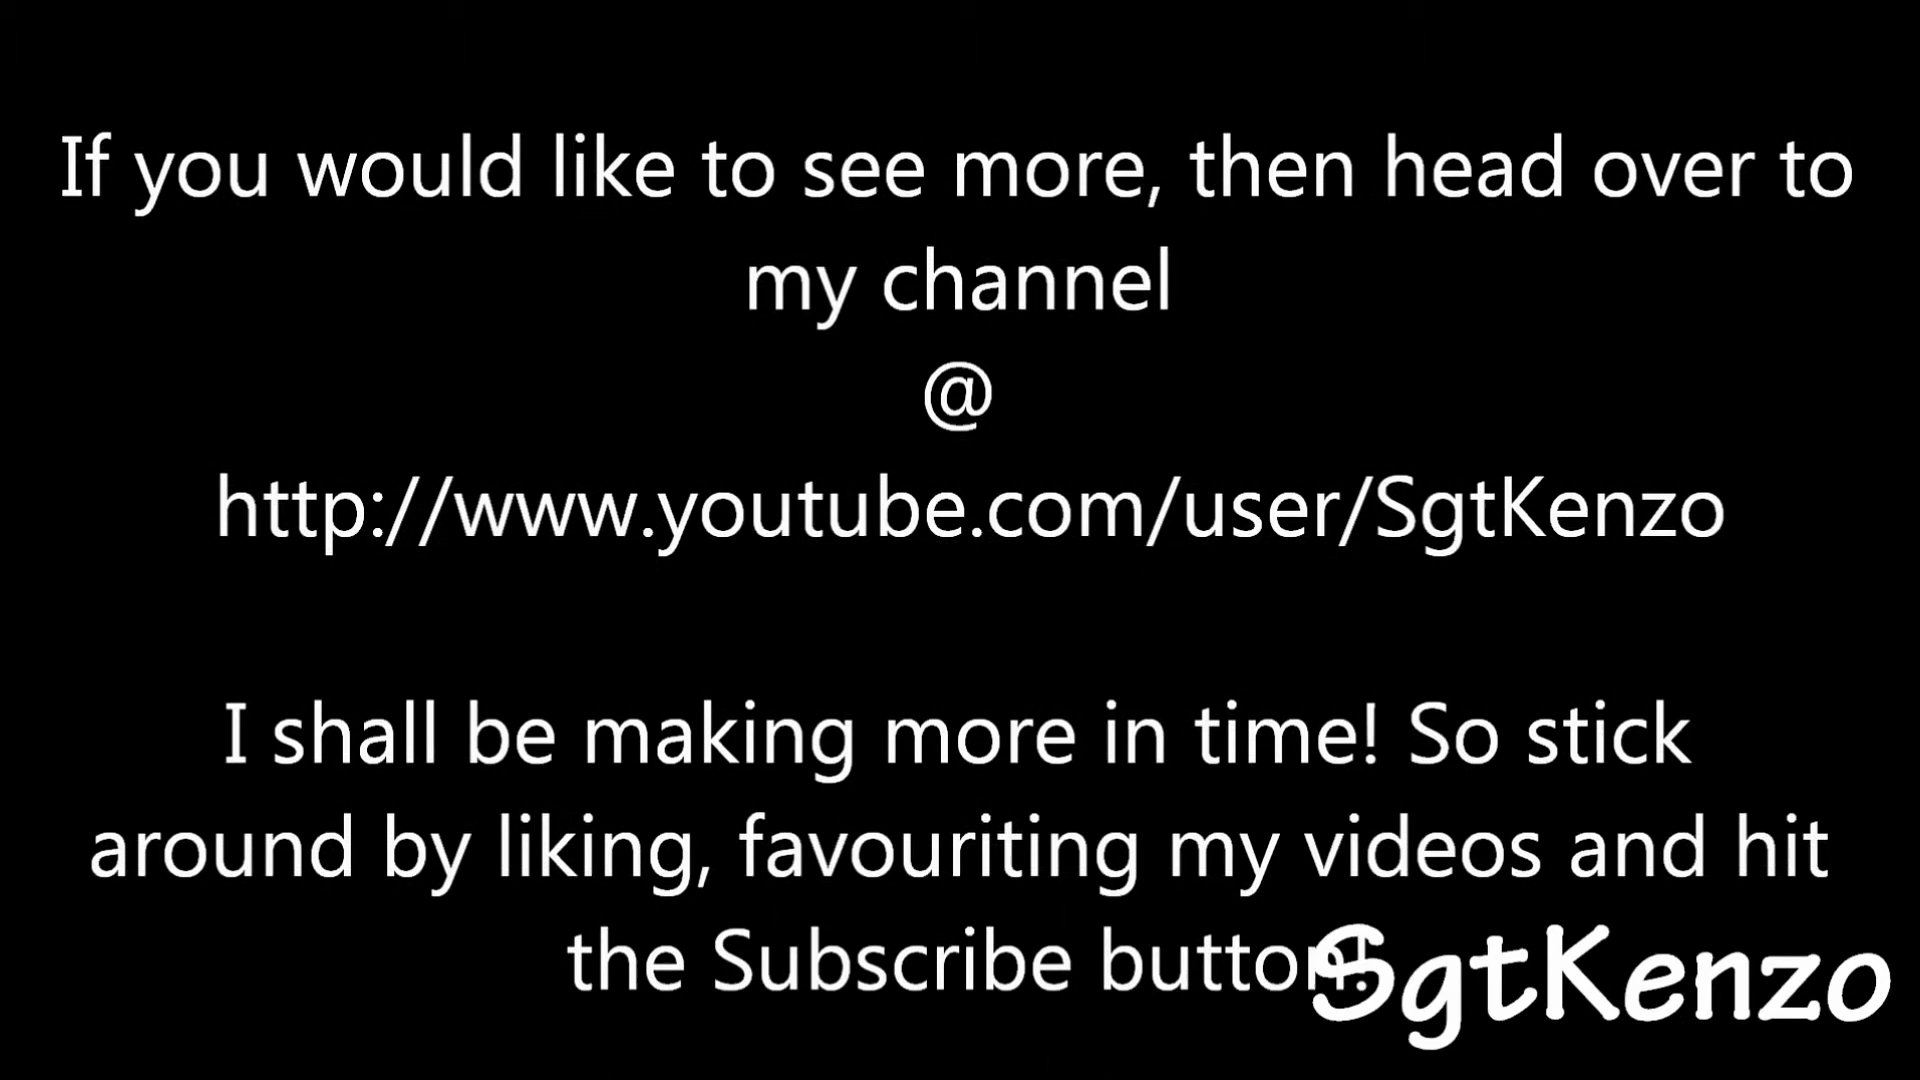 If you would like to see more, then head over to
my channel
@
http://www.youtube.com/user/SgtKenzo
I shall be making more in time! So stick
around by liking, favouriting my videos and hit
the Subscribe button!
SgtKenzo